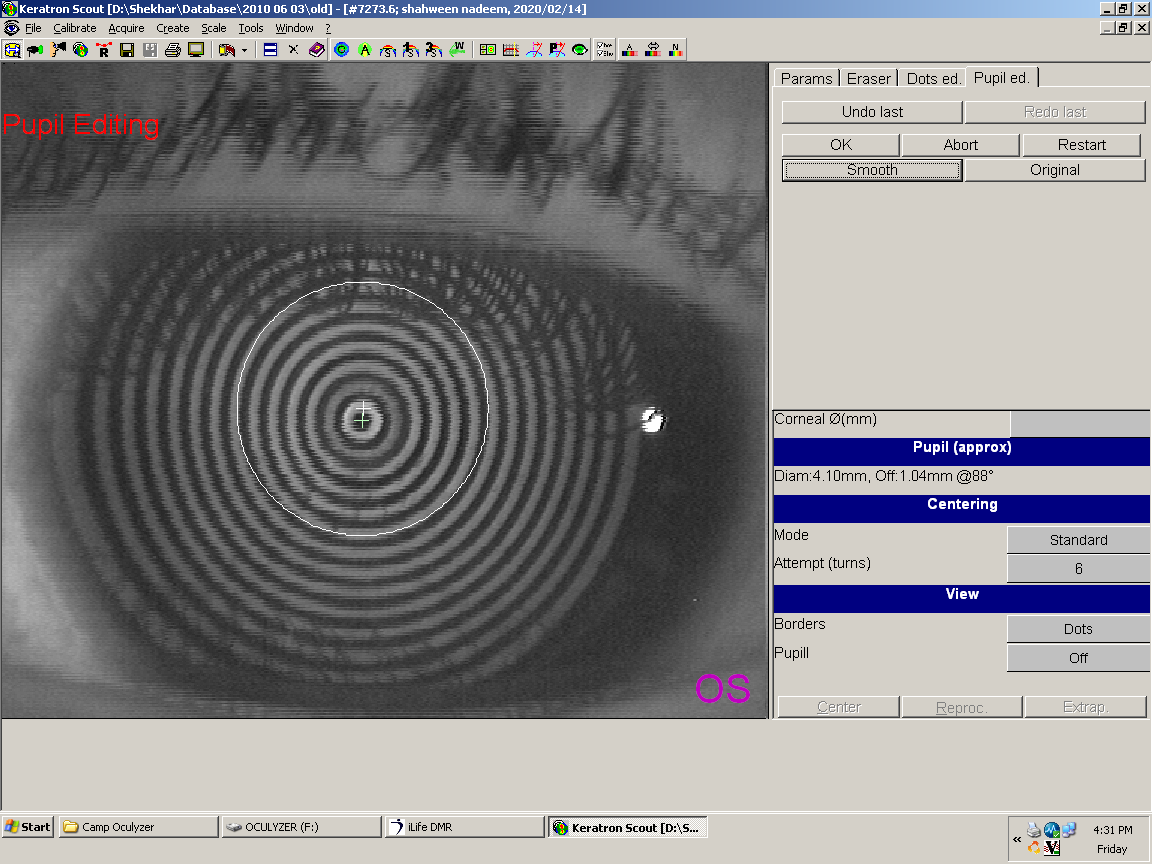 Keratron Scout [D:\Shekhar\Database\2010 06 03\old] - [#7273.6; shahween nadeem, 2020/02/14]
File Calibrate Acquire Create Scale Tools Window ?
Params Eraser Dots ed. Pupil ed.
Undo last Redo last
Pupil Editing
OK Abort Restart
Smooth Original
Corneal Ø(mm)
Pupil (approx)
Diam:4.10mm, Off:1.04mm @88°
Centering
Mode Standard
Attempt (turns) 6
View
Borders Dots
Pupill Off
OS
Center Reproc. Extrap.
Start Camp Oculyzer OCULYZER (F:) iLife DMR Keratron Scout [D:\S...
4:31 PM
Friday